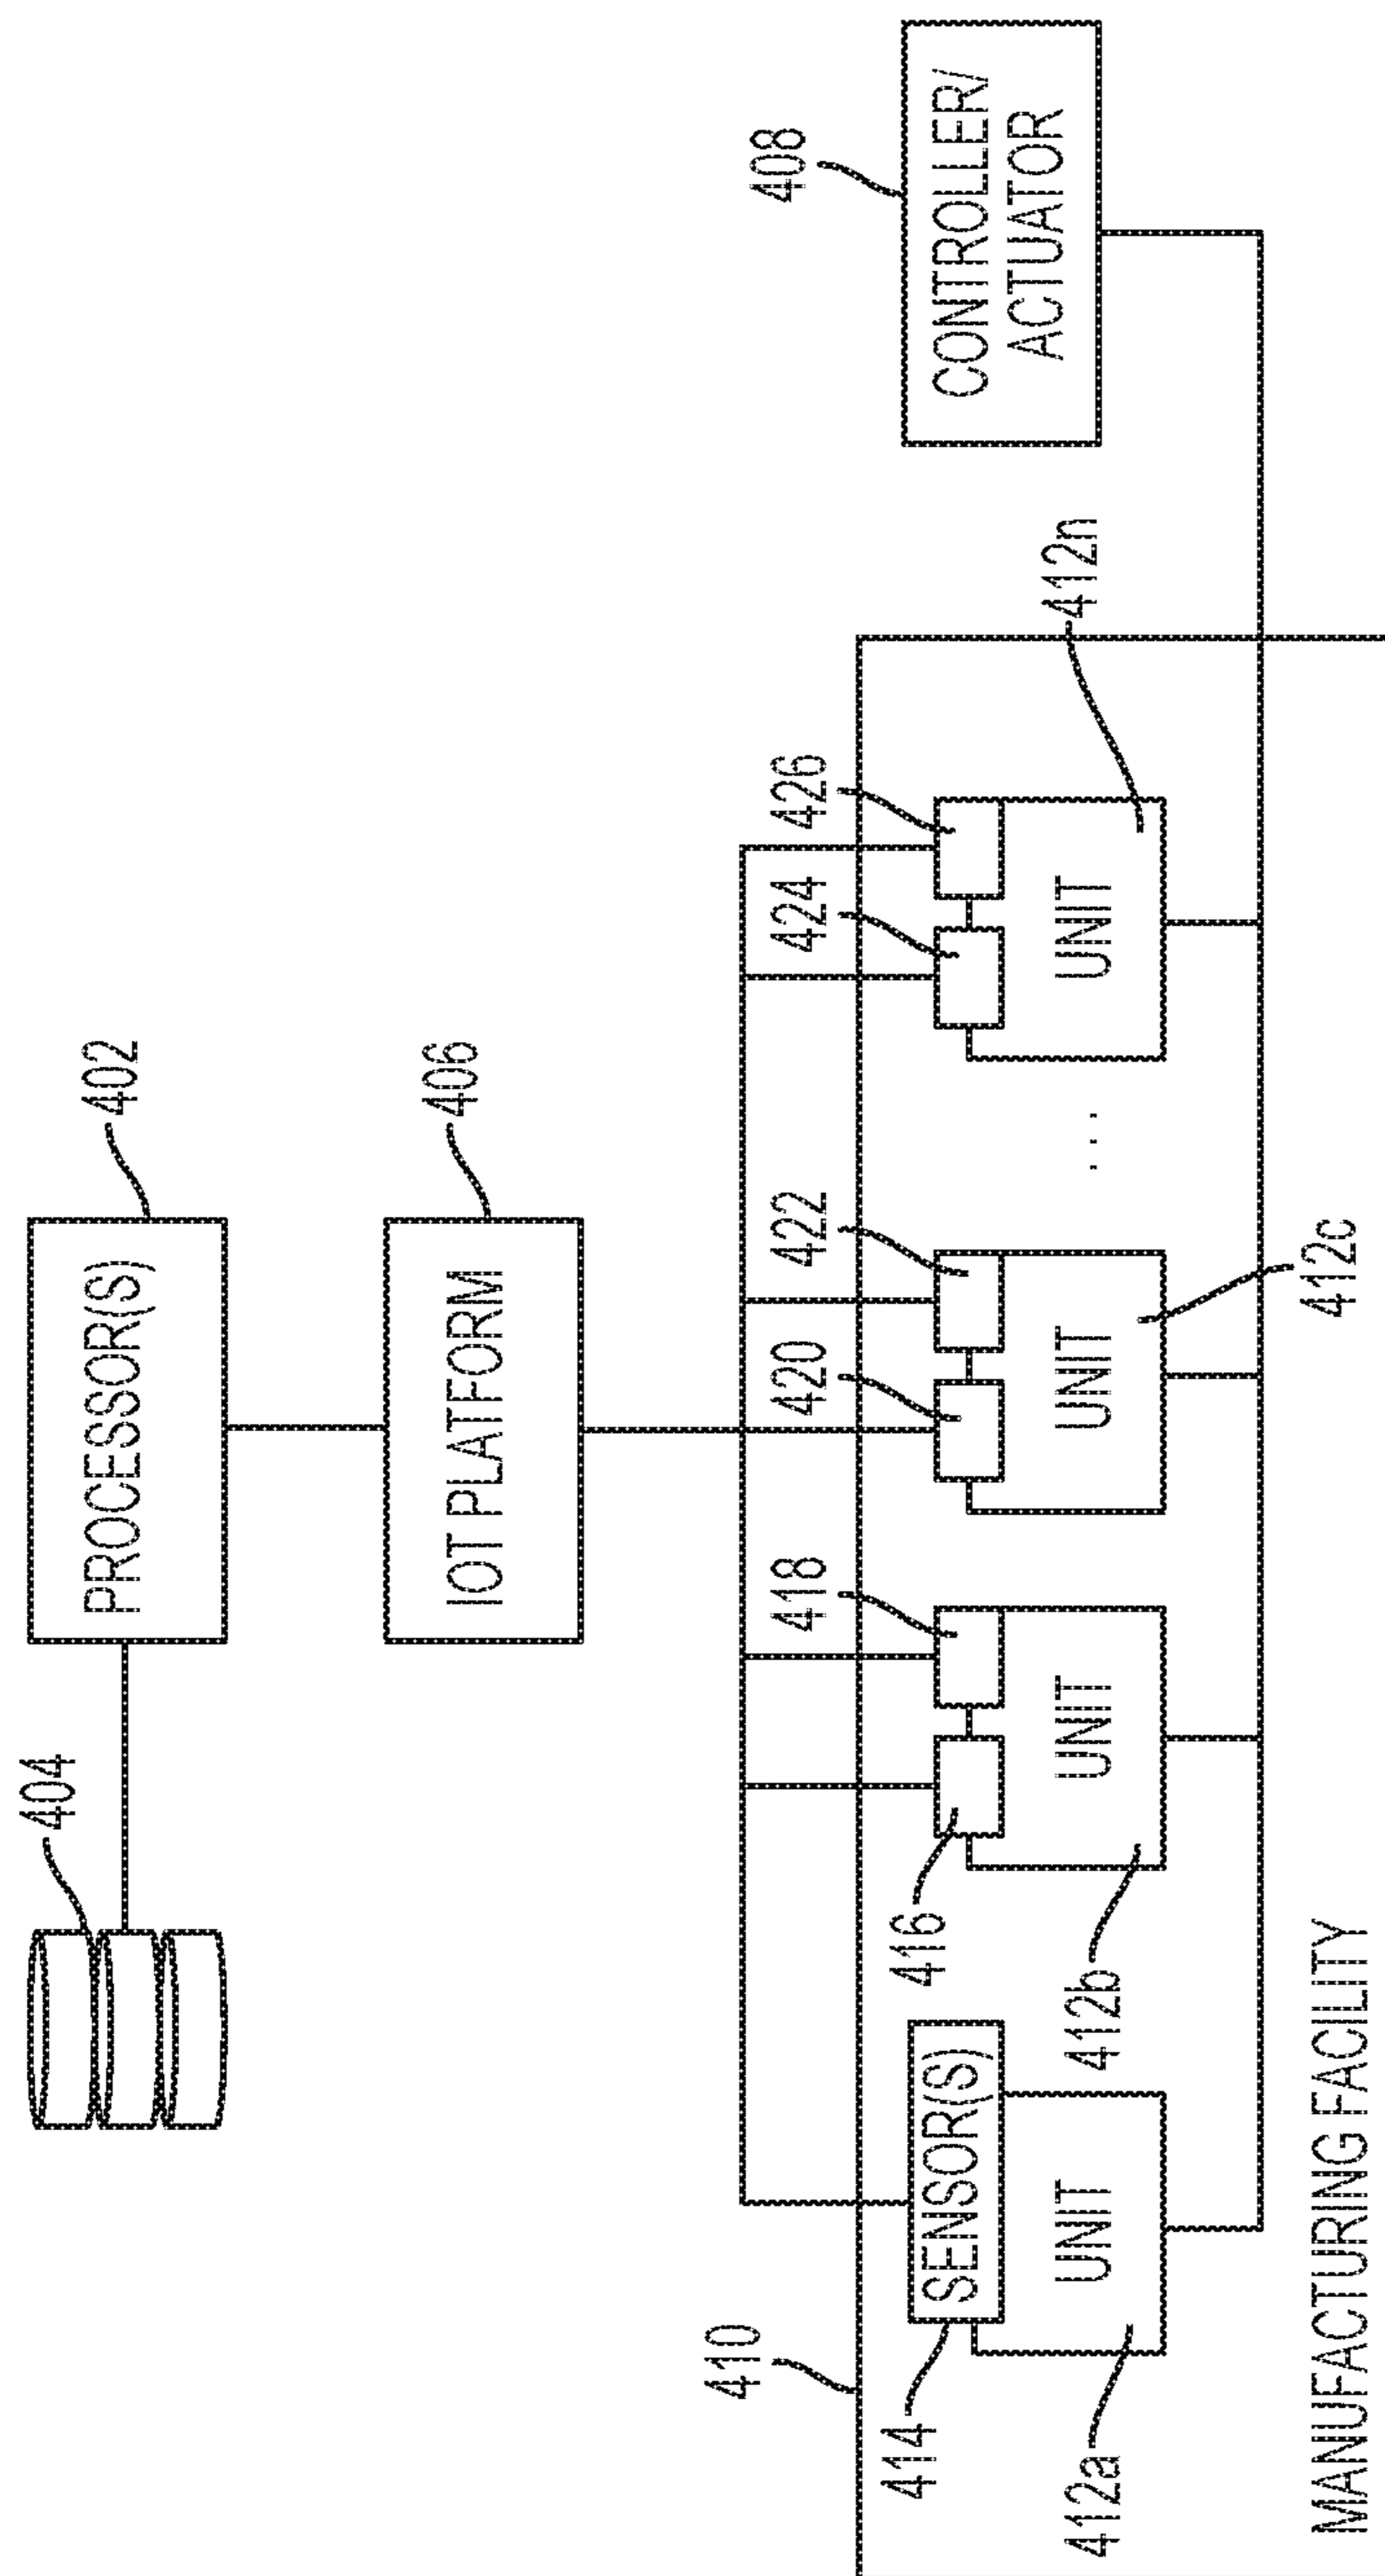 404
402
PROCESSOR(S)
406
IOT PLATFORM
408
CONTROLLER/
ACTUATOR
410
414
SENSOR(S)
416
418
420
422
424
426
412a
UNIT
412b
UNIT
UNIT
412c
...
UNIT
412n
MANUFACTURING FACILITY